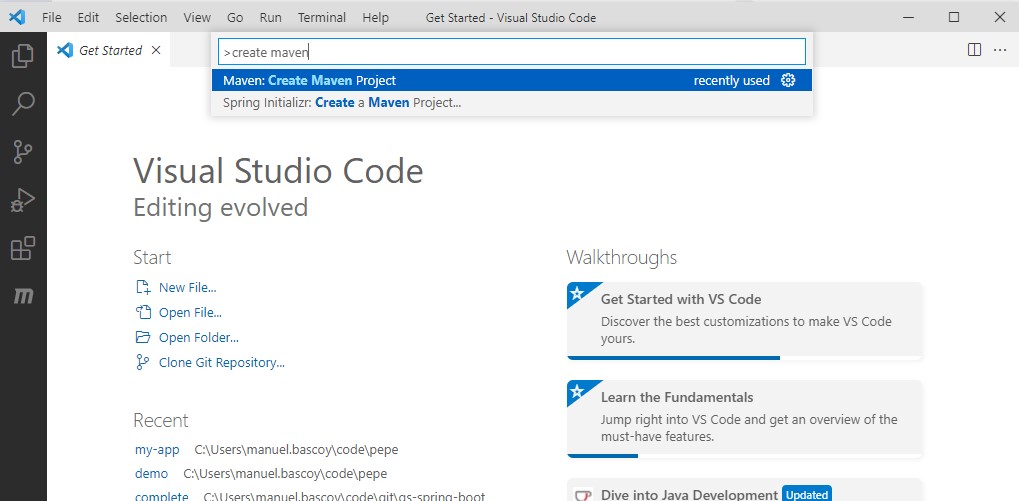 File Edit Selection View Go Run Terminal Help Get Started - Visual Studio Code
Get Started
>create maven
Maven: Create Maven Project recently used
Spring Initializr: Create a Maven Project...
Visual Studio Code
Editing evolved
Start
New File...
Open File...
Open Folder...
Clone Git Repository...
Recent
my-app C:\Users\manuel.bascoy\code\pepe
demo C:\Users\manuel.bascoy\code\pepe
complete C:\Users\manuel.bascoy\code\git\gs-spring-boot
Walkthroughs
Get Started with VS Code
Discover the best customizations to make VS Code
yours.
Learn the Fundamentals
Jump right into VS Code and get an overview of the
must-have features.
Dive into Java Development Updated